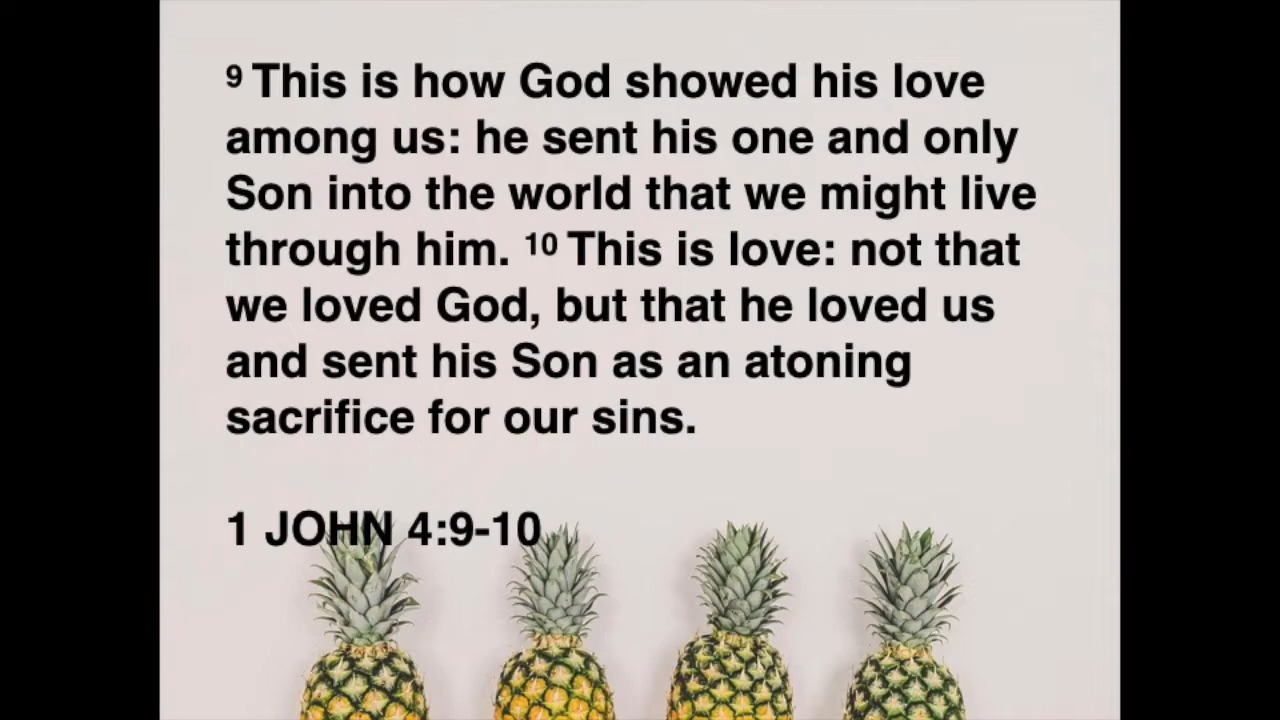 9 This is how God showed his love
among us: he sent his one and only
Son into the world that we might live
through him. 10 This is love: not that
we loved God, but that he loved us
and sent his Son as an atoning
sacrifice for our sins.
1 JOHN 4:9-10